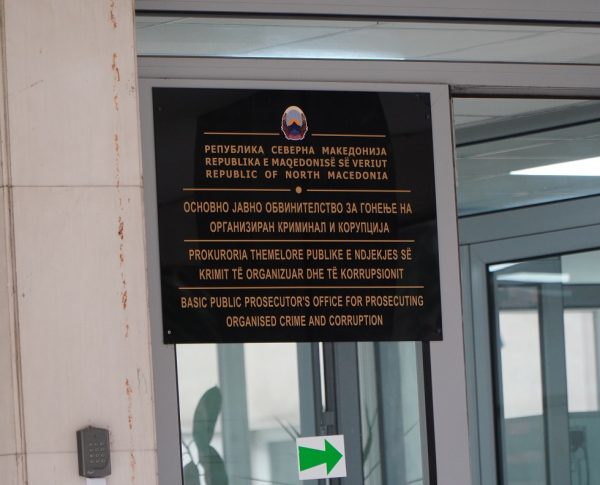 РЕПУБЛИКА СЕВЕРНА МАКЕДОНИЈА
REPUBLIKA E MAQEDONISË SË VERIUT
REPUBLIC OF NORTH MACEDONIA
ОСНОВНО ЈАВНО ОБВИНИТЕЛСТВО ЗА ГОНЕЊЕ НА
ОРГАНИЗИРАН КРИМИНАЛ И КОРУПЦИЈА
PROKURORIA THEMELORE PUBLIKE E NDJEKJES SË
KRIMIT TË ORGANIZUAR DHE TË KORRUPSIONIT
BASIC PUBLIC PROSECUTOR'S OFFICE FOR PROSECUTING
ORGANISED CRIME AND CORRUPTION